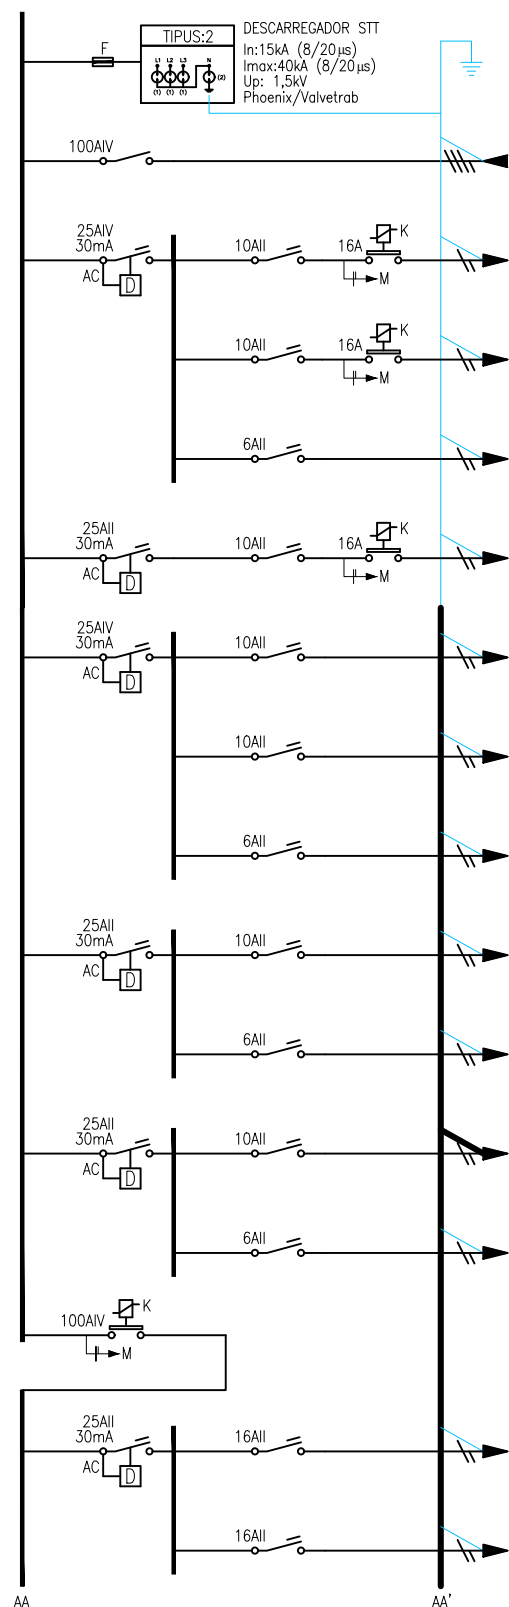 DESCARREGADOR STT
TIPUS:2
F
In:15kA (8/20μs)
Imax:40kA (8/20μs)
Up: 1,5kV
Phoenix/Valvetrab
L1 L2 L3 N
(2)
(1) (1) (1)
100AIV
25AIV
30mA
AC
D
10AII
16A
K
M
10AII
16A
K
M
6AII
25AII
30mA
AC
D
10AII
16A
K
M
25AIV
30mA
AC
D
10AII
10AII
6AII
25AII
30mA
AC
D
10AII
6AII
25AII
30mA
AC
D
10AII
6AII
100AIV
K
M
25AII
30mA
AC
D
16AII
16AII
AA
AA'